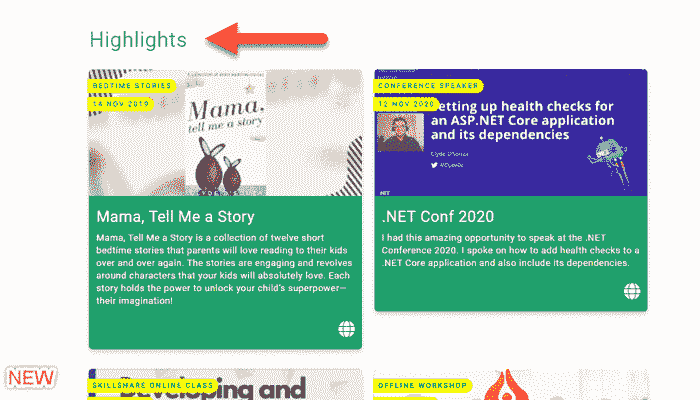 Highlights
BEDTIME STORIES
14 NOV 2019
Mama,
tell me a story
CONFERENCE SPEAKER
12 NOV 2020
etting up health checks for
an ASP.NET Core application
and its dependencies
.NET
Mama, Tell Me a Story
Mama, Tell Me a Story is a collection of twelve short
bedtime stories that parents will love reading to their kids
over and over again. The stories are engaging and revolves
around characters that your kids will absolutely love. Each
story holds the power to unlock your child's superpower—
their imagination!
.NET Conf 2020
I had this amazing opportunity to speak at the .NET
Conference 2020. I spoke on how to add health checks to a
.NET Core application and also include its dependencies.
NEW
SKILLSHARE ONLINE CLASS
Developing and
OFFLINE WORKSHOP